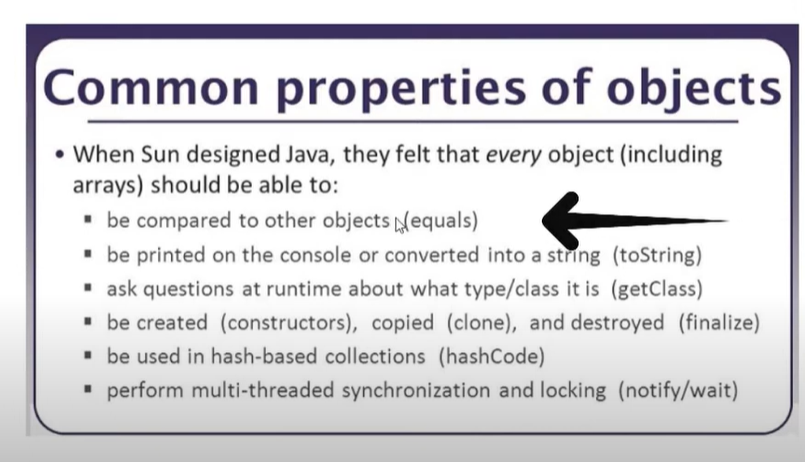 Common properties of objects
• When Sun designed Java, they felt that every object (including
arrays) should be able to:
▪ be compared to other objects (equals)
▪ be printed on the console or converted into a string (toString)
▪ ask questions at runtime about what type/class it is (getClass)
▪ be created (constructors), copied (clone), and destroyed (finalize)
▪ be used in hash-based collections (hashCode)
▪ perform multi-threaded synchronization and locking (notify/wait)